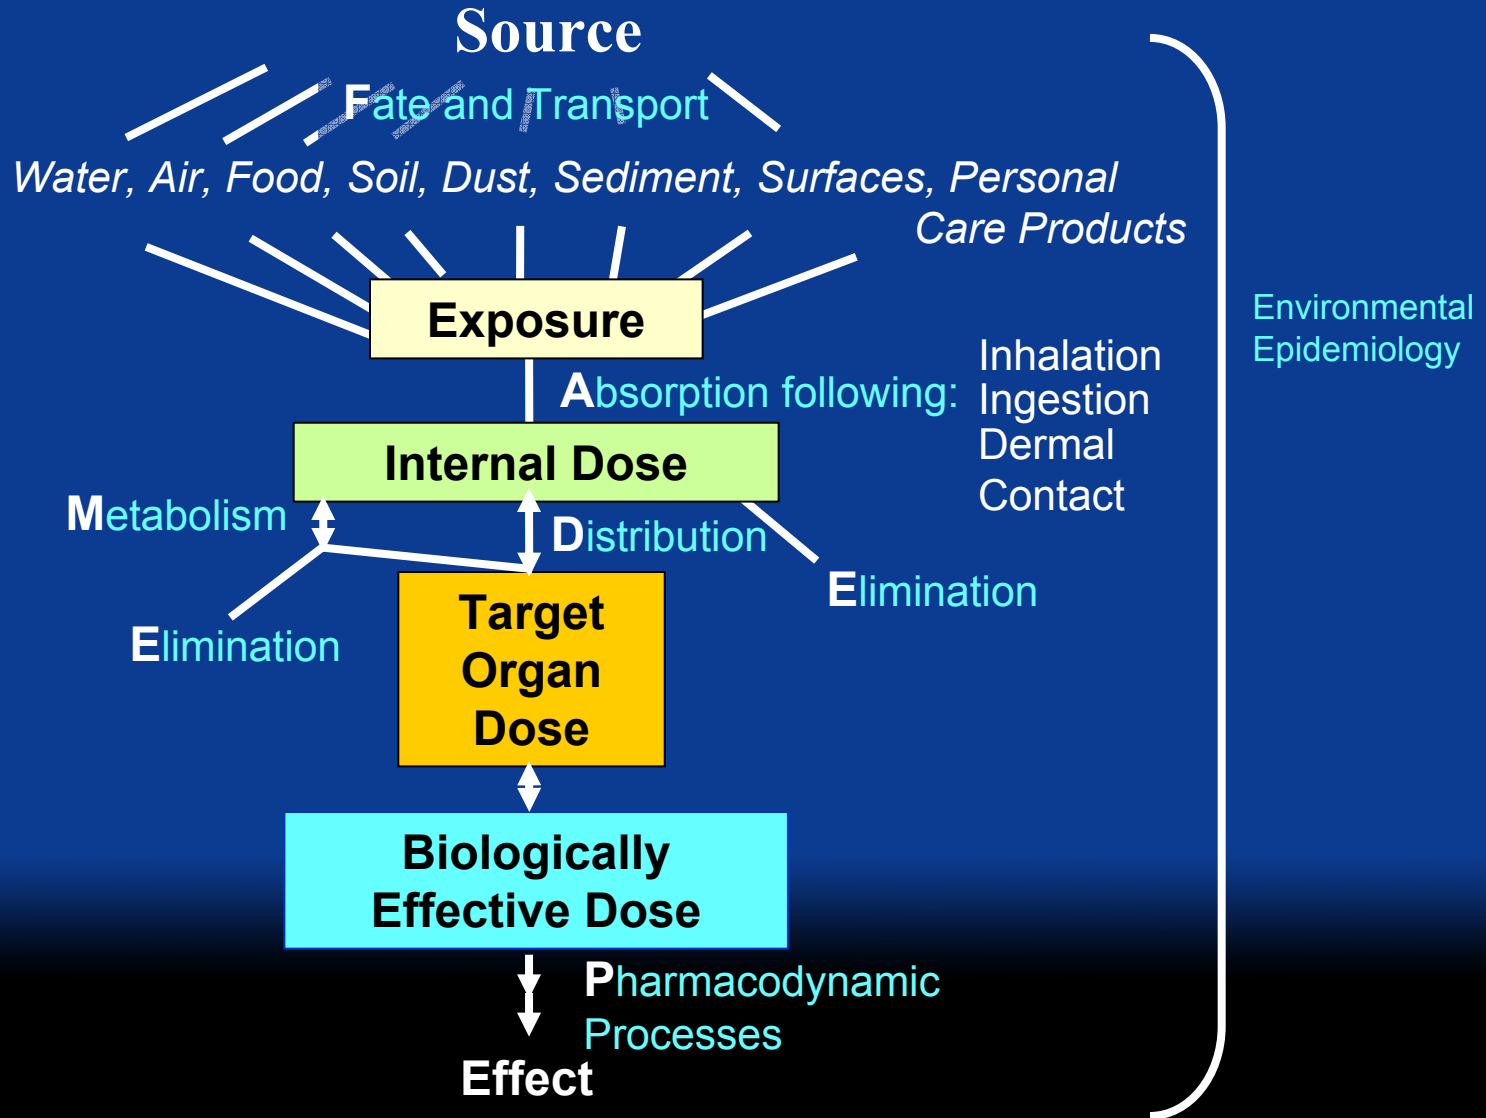 Source
Fate and Transport
Water, Air, Food, Soil, Dust, Sediment, Surfaces, Personal
Care Products
Exposure
Environmental
Epidemiology
Absorption following:
Inhalation
Ingestion
Dermal
Contact
Internal Dose
Metabolism
Distribution
Elimination
Elimination
Target
Organ
Dose
Biologically
Effective Dose
Pharmacodynamic
Processes
Effect